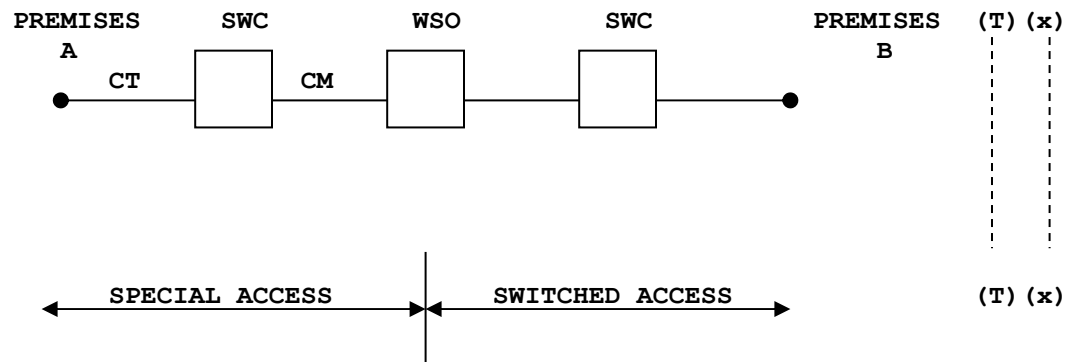 PREMISES SWC WSO SWC PREMISES (T) (x)
A B
CT CM
SPECIAL ACCESS SWITCHED ACCESS (T) (x)